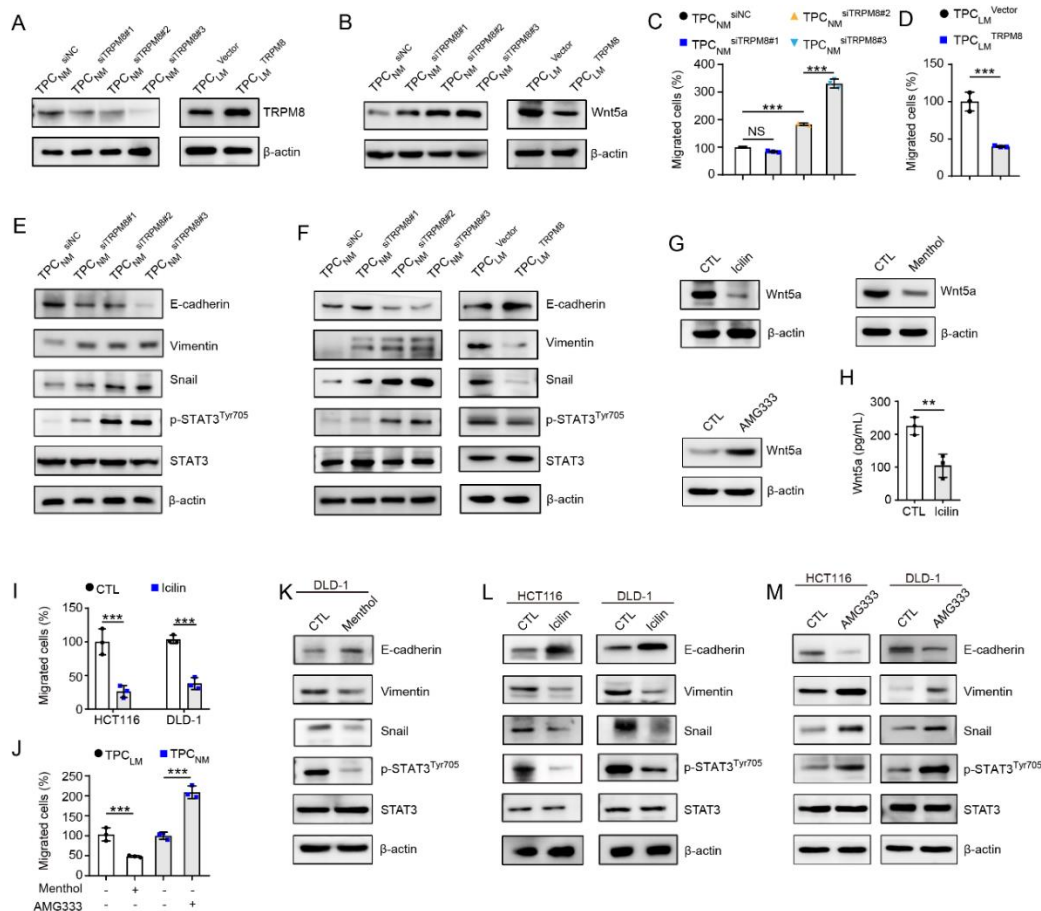 A
TPC_NM^siNC
TPC_NM^siTRPM8#1
TPC_NM^siTRPM8#2
TPC_NM^siTRPM8#3
TPC_LM^Vector
TPC_LM^TRPM8
TRPM8
β-actin
B
TPC_NM^siNC
TPC_NM^siTRPM8#1
TPC_NM^siTRPM8#2
TPC_NM^siTRPM8#3
TPC_LM^Vector
TPC_LM^TRPM8
Wnt5a
β-actin
C
TPC_NM^siNC
TPC_NM^siTRPM8#2
TPC_NM^siTRPM8#1
TPC_NM^siTRPM8#3
Migrated cells (%)
400
300
200
100
0
NS
***
***
D
TPC_LM^Vector
TPC_LM^TRPM8
Migrated cells (%)
150
100
50
0
***
E
TPC_NM^siNC
TPC_NM^siTRPM8#1
TPC_NM^siTRPM8#2
TPC_NM^siTRPM8#3
E-cadherin
Vimentin
Snail
p-STAT3^Tyr705
STAT3
β-actin
F
TPC_NM^siNC
TPC_NM^siTRPM8#1
TPC_NM^siTRPM8#2
TPC_NM^siTRPM8#3
TPC_LM^Vector
TPC_LM^TRPM8
E-cadherin
Vimentin
Snail
p-STAT3^Tyr705
STAT3
β-actin
G
CTL Icilin
Wnt5a
β-actin
CTL Menthol
Wnt5a
β-actin
CTL AMG333
Wnt5a
β-actin
H
Wnt5a (pg/mL)
300
200
100
0
**
CTL Icilin
I
CTL Icilin
Migrated cells (%)
150
100
50
0
*** ***
HCT116 DLD-1
J
TPC_LM TPC_NM
Migrated cells (%)
250
200
150
100
50
0
*** ***
Menthol - + - -
AMG333 - - - +
K
DLD-1
CTL Menthol
E-cadherin
Vimentin
Snail
p-STAT3^Tyr705
STAT3
β-actin
L
HCT116 DLD-1
CTL Icilin CTL Icilin
E-cadherin
Vimentin
Snail
p-STAT3^Tyr705
STAT3
β-actin
M
HCT116 DLD-1
CTL AMG333 CTL AMG333
E-cadherin
Vimentin
Snail
p-STAT3^Tyr705
STAT3
β-actin